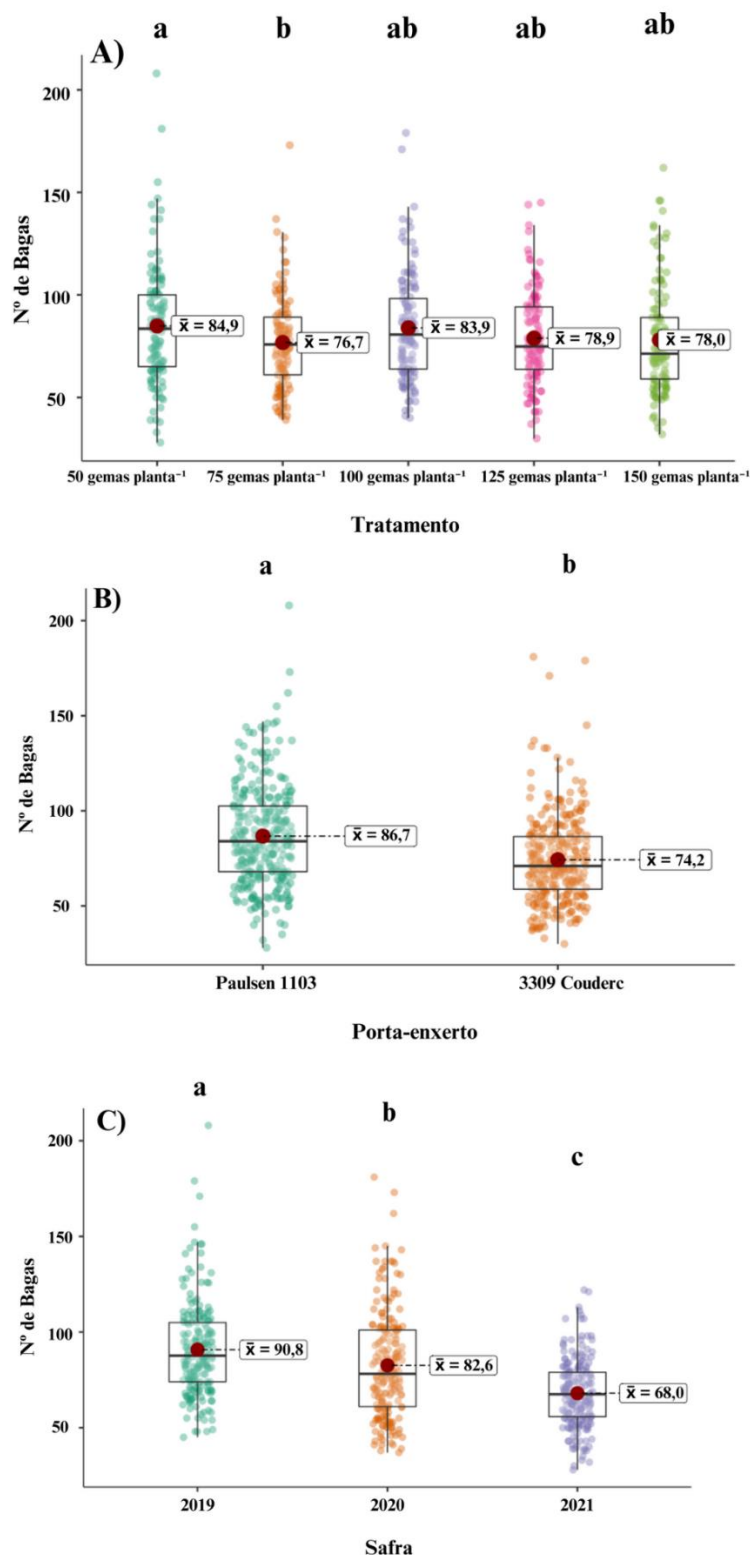 a b ab ab ab
A)
200
150
100
50
Nº de Bagas
x̄ = 84,9 x̄ = 76,7 x̄ = 83,9 x̄ = 78,9 x̄ = 78,0
50 gemas planta⁻¹ 75 gemas planta⁻¹ 100 gemas planta⁻¹ 125 gemas planta⁻¹ 150 gemas planta⁻¹
Tratamento
a b
B)
200
150
100
50
Nº de Bagas
x̄ = 86,7 x̄ = 74,2
Paulsen 1103 3309 Couderc
Porta-enxerto
a b c
C)
200
150
100
50
Nº de Bagas
x̄ = 90,8 x̄ = 82,6 x̄ = 68,0
2019 2020 2021
Safra